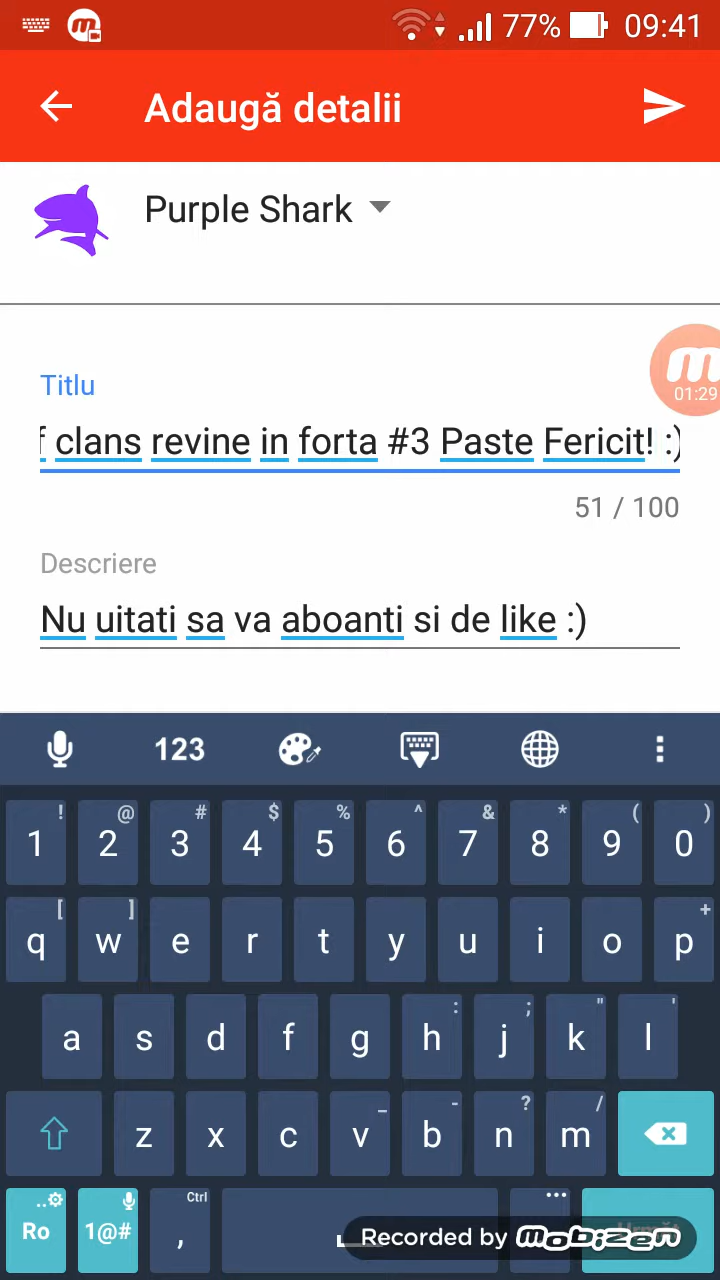 77% 09:41
Adaugă detalii
Purple Shark
01:29
Titlu
clans revine in forta #3 Paste Fericit! :)
51 / 100
Descriere
Nu uitati sa va aboanti si de like :)
123
! @ # $ % ^ & * ( )
1 2 3 4 5 6 7 8 9 0
[ ] +
q w e r t y u i o p
: ; " '
a s d f g h j k l
_ - ? /
z x c v b n m
Ctrl
Ro 1@# ,
Recorded by mobizen